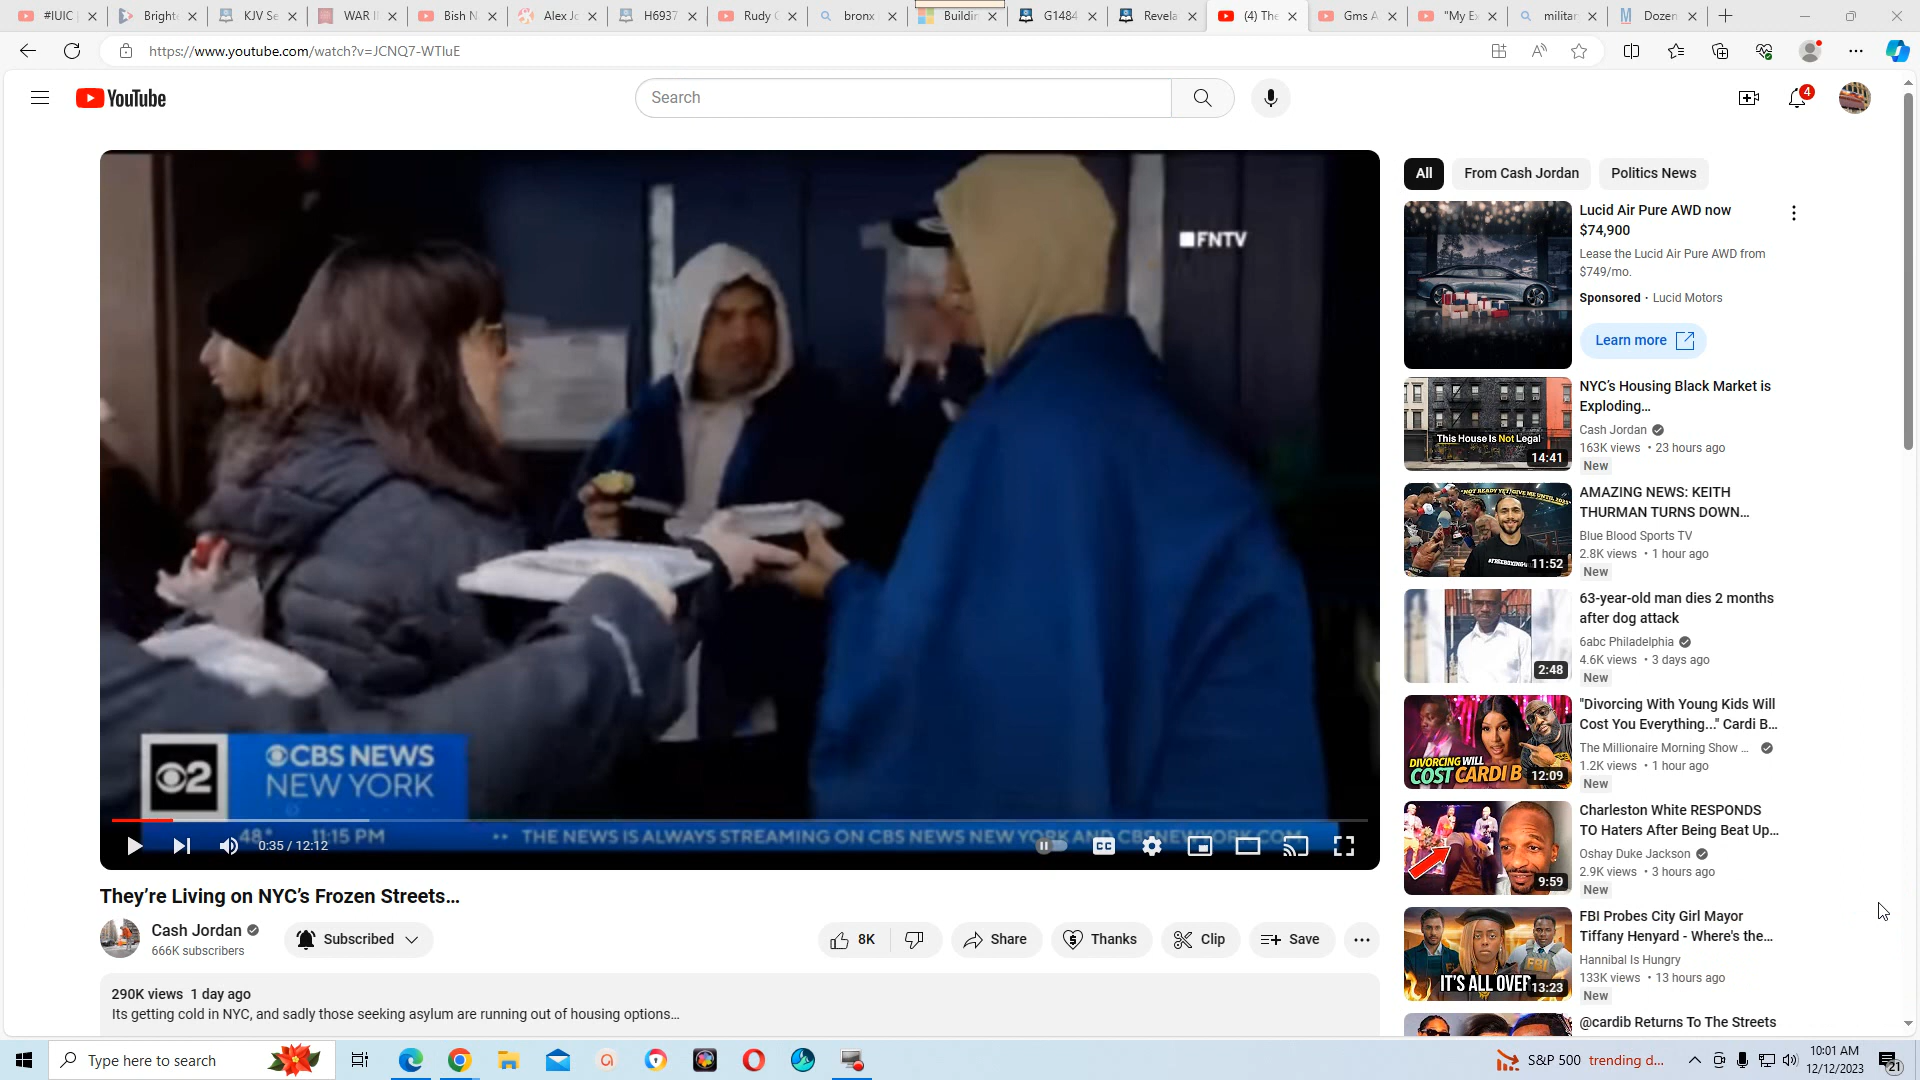 #IUIC
Bright
KJV Se
WAR I
Bish N
Alex Jo
H6937
Rudy
bronx
Buildin
G1484
Revela
(4) The
Gms A
"My Ex
militar
Dozen
https://www.youtube.com/watch?v=JCNQ7-WTluE
YouTube
Search
4
FNTV
2
CBS NEWS
NEW YORK
48° 11:15 PM
THE NEWS IS ALWAYS STREAMING ON CBS NEWS NEW YORK AND CBSNEWYORK.COM
0:35 / 12:12
CC
They're Living on NYC's Frozen Streets...
Cash Jordan
666K subscribers
Subscribed
8K
Share
Thanks
Clip
Save
290K views 1 day ago
Its getting cold in NYC, and sadly those seeking asylum are running out of housing options...
All
From Cash Jordan
Politics News
Lucid Air Pure AWD now
$74,900
Lease the Lucid Air Pure AWD from
$749/mo.
Sponsored · Lucid Motors
Learn more
This House Is Not Legal
14:41
NYC's Housing Black Market is
Exploding...
Cash Jordan
163K views • 23 hours ago
New
11:52
AMAZING NEWS: KEITH
THURMAN TURNS DOWN...
Blue Blood Sports TV
2.8K views • 1 hour ago
New
2:48
63-year-old man dies 2 months
after dog attack
6abc Philadelphia
4.6K views • 3 days ago
New
DIVORCING WILL
COST CARDI B
12:09
"Divorcing With Young Kids Will
Cost You Everything..." Cardi B...
The Millionaire Morning Show ...
1.2K views • 1 hour ago
New
9:59
Charleston White RESPONDS
TO Haters After Being Beat Up...
Oshay Duke Jackson
2.9K views • 3 hours ago
New
FBI
IT'S ALL OVER
13:23
FBI Probes City Girl Mayor
Tiffany Henyard - Where's the...
Hannibal Is Hungry
133K views • 13 hours ago
New
@cardib Returns To The Streets
Type here to search
S&P 500 trending d...
10:01 AM
12/12/2023
21